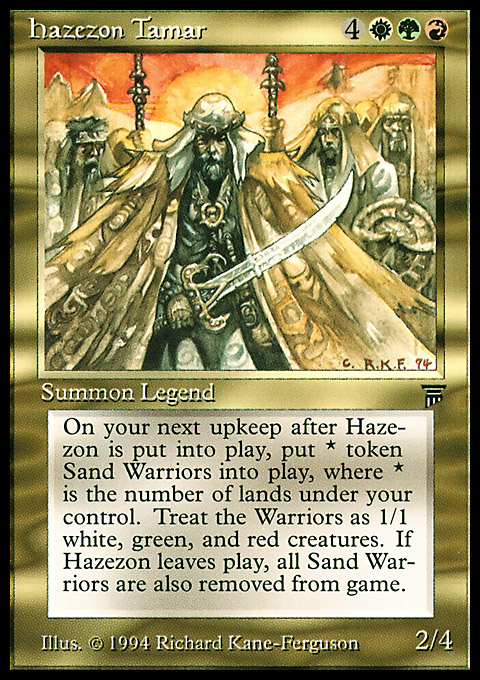 Hazezon Tamar 4
C. R.K.F. 94
Summon Legend
On your next upkeep after Haze-
zon is put into play, put * token
Sand Warriors into play, where *
is the number of lands under your
control. Treat the Warriors as 1/1
white, green, and red creatures. If
Hazezon leaves play, all Sand War-
riors are also removed from game.
Illus. © 1994 Richard Kane-Ferguson 2/4